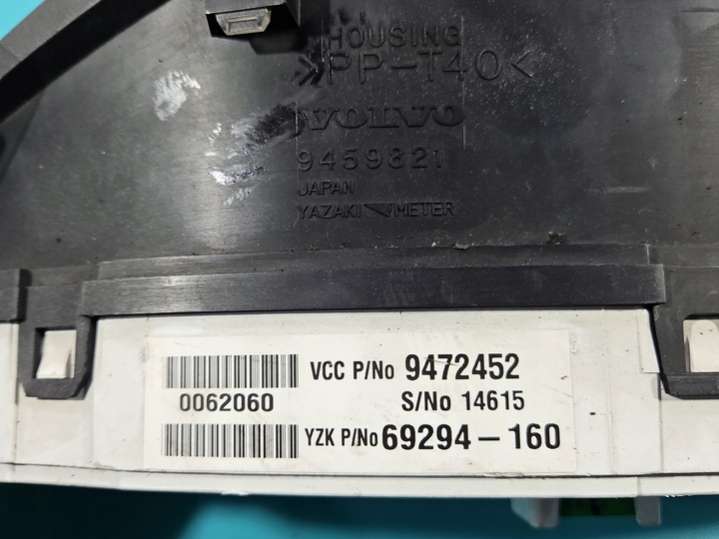 HOUSING
>PP-T40<
VOLVO
9459821
JAPAN
YAZAKI METER
VCC P/No 9472452
0062060 S/No 14615
YZK P/No 69294-160